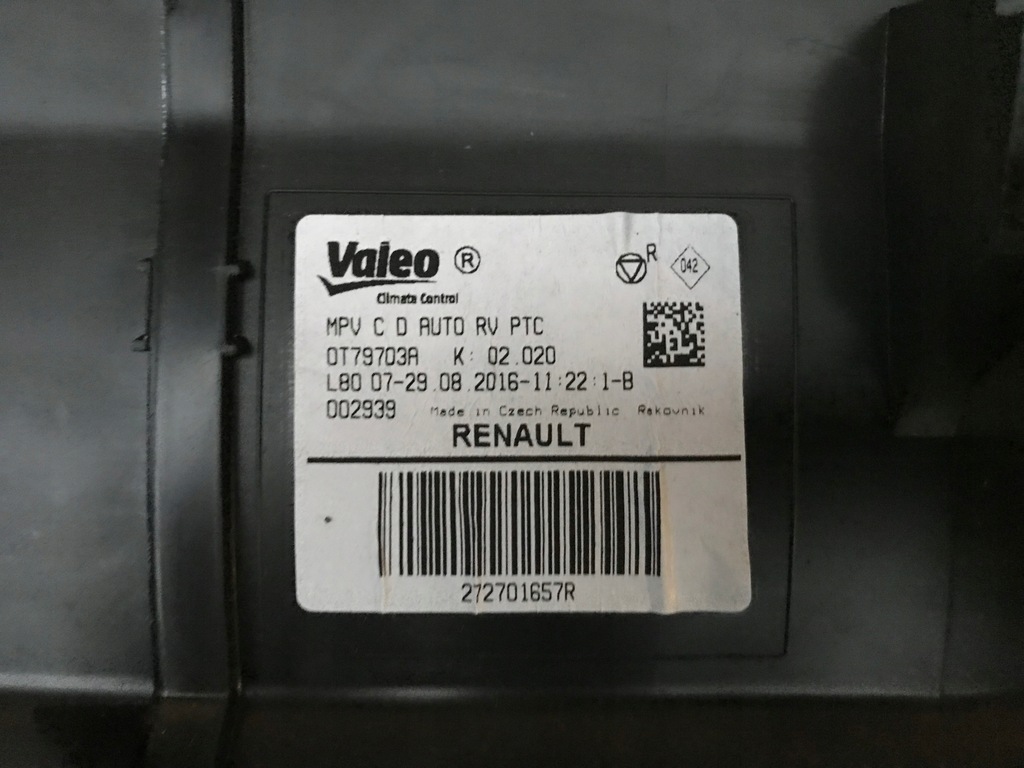 Valeo ®
Climate Control
R
042
MPV C D AUTO RV PTC
0T79703A K: 02.020
L80 07-29.08.2016-11:22:1-B
002939 Made in Czech Republic Rakovnik
RENAULT
272701657R